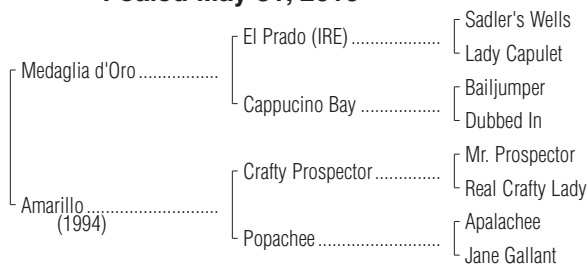 Sadler's Wells
El Prado (IRE)....................
Lady Capulet
Medaglia d'Oro.................
Bailjumper
Cappucino Bay..................
Dubbed In
Mr. Prospector
Crafty Prospector...............
Real Crafty Lady
Amarillo............................
(1994)
Apalachee
Popachee..........................
Jane Gallant